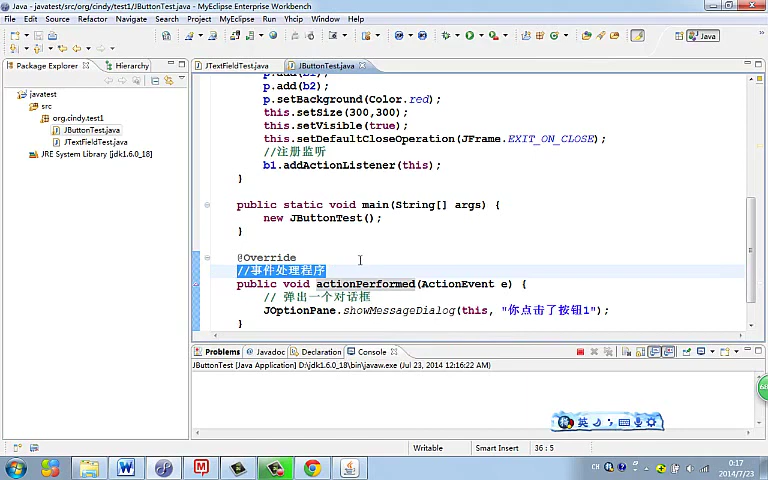 Java - javatest/src/org/cindy/test1/JButtonTest.java - MyEclipse Enterprise Workbench
File Edit Source Refactor Navigate Search Project MyEclipse Run Yhcip Window Help
Java
Package Explorer Hierarchy
javatest
src
org.cindy.test1
JButtonTest.java
JTextFieldTest.java
JRE System Library [jdk1.6.0_18]
JTextFieldTest.java JButtonTest.java
p.add(b1);
p.add(b2);
p.setBackground(Color.red);
this.setSize(300,300);
this.setVisible(true);
this.setDefaultCloseOperation(JFrame.EXIT_ON_CLOSE);
//注册监听
b1.addActionListener(this);
}
public static void main(String[] args) {
new JButtonTest();
}
@Override
//事件处理程序
public void actionPerformed(ActionEvent e) {
// 弹出一个对话框
JOptionPane.showMessageDialog(this, "你点击了按钮1");
}
Problems Javadoc Declaration Console
JButtonTest [Java Application] D:\jdk1.6.0_18\bin\javaw.exe (Jul 23, 2014 12:16:22 AM)
英
Writable Smart Insert 36 : 5
CH 0:17
2014/7/23